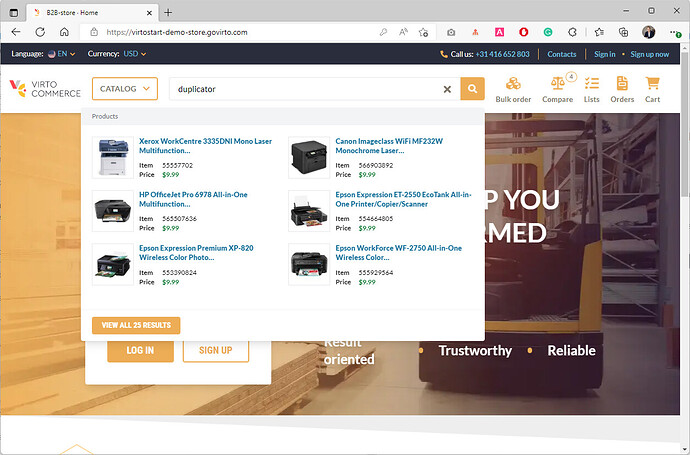 B2B-store - Home
https://virtostart-demo-store.govirto.com
Language: EN Currency: USD
Call us: +31 416 652 803 Contacts Sign in Sign up now
VIRTO COMMERCE
CATALOG
duplicator
4
Bulk order Compare Lists Orders Cart
Products
Xerox WorkCentre 3335DNI Mono Laser
Multifunction...
Item 55557702
Price $9.99
Canon Imageclass WiFi MF232W
Monochrome Laser...
Item 566903892
Price $9.99
HP OfficeJet Pro 6978 All-in-One
Multifunction...
Item 565507636
Price $9.99
Epson Expression ET-2550 EcoTank All-in-
One Printer/Copier/Scanner
Item 554664805
Price $9.99
Epson Expression Premium XP-820
Wireless Color Photo...
Item 553390824
Price $9.99
Epson WorkForce WF-2750 All-in-One
Wireless Color...
Item 555929564
Price $9.99
VIEW ALL 25 RESULTS
P YOU
RMED
LOG IN
SIGN UP
Result
oriented
Trustworthy
Reliable